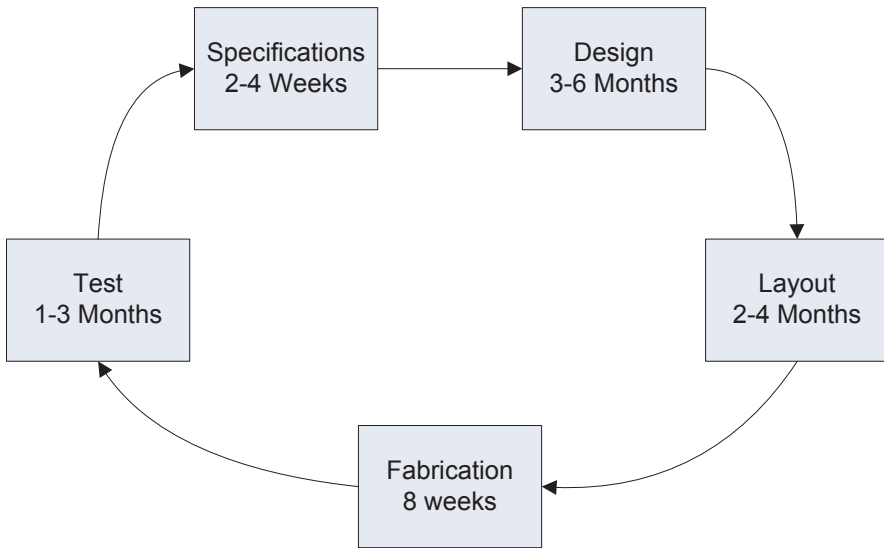 Specifications
2-4 Weeks
Design
3-6 Months
Layout
2-4 Months
Fabrication
8 weeks
Test
1-3 Months